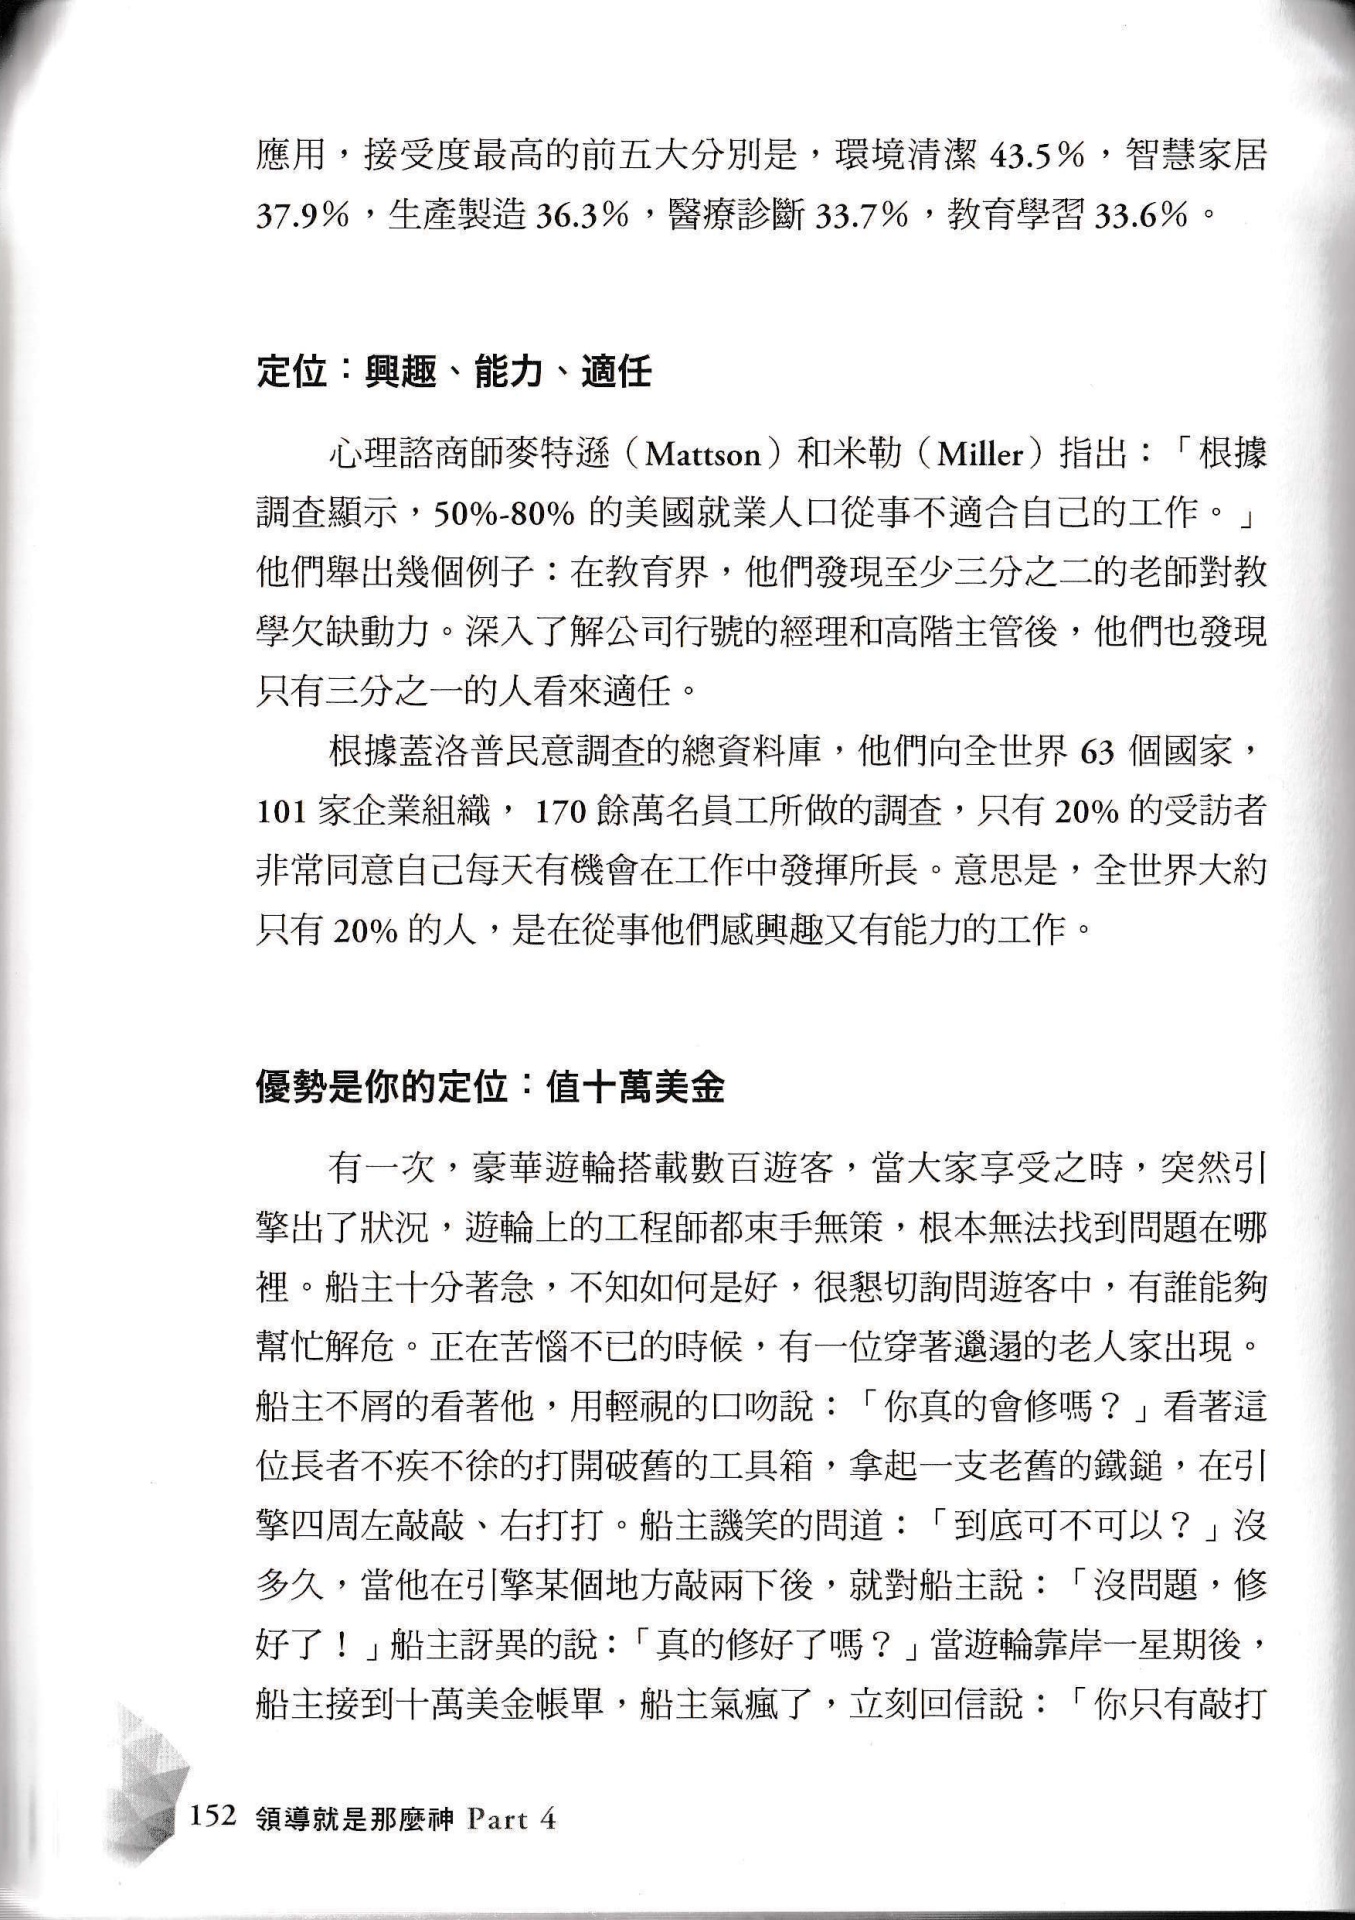 應用，接受度最高的前五大分別是，環境清潔 43.5％，智慧家居
37.9％，生產製造 36.3％，醫療診斷 33.7％，教育學習 33.6％。
定位：興趣、能力、適任
心理諮商師麥特遜（Mattson）和米勒（Miller）指出：「根據
調查顯示，50%-80% 的美國就業人口從事不適合自己的工作。」
他們舉出幾個例子：在教育界，他們發現至少三分之二的老師對教
學欠缺動力。深入了解公司行號的經理和高階主管後，他們也發現
只有三分之一的人看來適任。
根據蓋洛普民意調查的總資料庫，他們向全世界 63 個國家，
101 家企業組織， 170 餘萬名員工所做的調查，只有 20% 的受訪者
非常同意自己每天有機會在工作中發揮所長。意思是，全世界大約
只有 20% 的人，是在從事他們感興趣又有能力的工作。
優勢是你的定位：值十萬美金
有一次，豪華遊輪搭載數百遊客，當大家享受之時，突然引
擎出了狀況，遊輪上的工程師都束手無策，根本無法找到問題在哪
裡。船主十分著急，不知如何是好，很懇切詢問遊客中，有誰能夠
幫忙解危。正在苦惱不已的時候，有一位穿著邋遢的老人家出現。
船主不屑的看著他，用輕視的口吻說：「你真的會修嗎？」看著這
位長者不疾不徐的打開破舊的工具箱，拿起一支老舊的鐵鎚，在引
擎四周左敲敲、右打打。船主譏笑的問道：「到底可不可以？」沒
多久，當他在引擎某個地方敲兩下後，就對船主說：「沒問題，修
好了！」船主訝異的說：「真的修好了嗎？」當遊輪靠岸一星期後，
船主接到十萬美金帳單，船主氣瘋了，立刻回信說：「你只有敲打
152 領導就是那麼神 Part 4